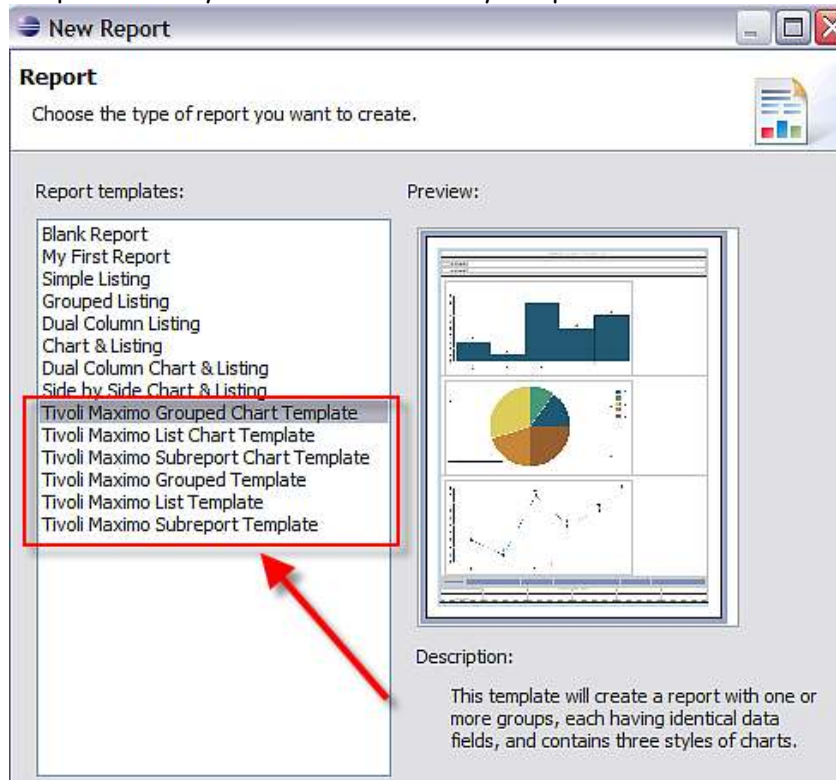 New Report
Report
Choose the type of report you want to create.
Report templates:
Preview:
Blank Report
My First Report
Simple Listing
Grouped Listing
Dual Column Listing
Chart & Listing
Dual Column Chart & Listing
Side by Side Chart & Listing
Tivoli Maximo Grouped Chart Template
Tivoli Maximo List Chart Template
Tivoli Maximo Subreport Chart Template
Tivoli Maximo Grouped Template
Tivoli Maximo List Template
Tivoli Maximo Subreport Template
Description:
This template will create a report with one or
more groups, each having identical data
fields, and contains three styles of charts.